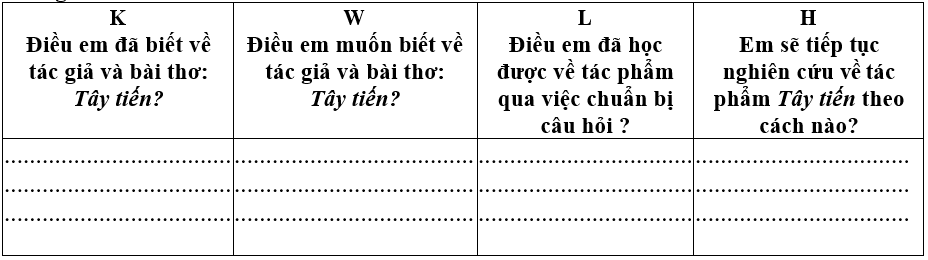 K
Điều em đã biết về
tác giả và bài thơ:
Tây tiến?
W
Điều em muốn biết về
tác giả và bài thơ:
Tây tiến?
L
Điều em đã học
được về tác phẩm
qua việc chuẩn bị
câu hỏi ?
H
Em sẽ tiếp tục
nghiên cứu về tác
phẩm Tây tiến theo
cách nào?